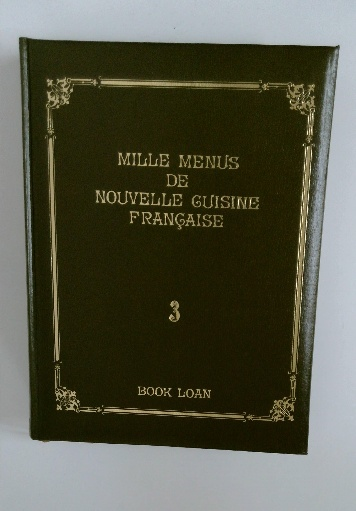 MILLE MENUS
DE
NOUVELLE CUISINE
FRANÇAISE
3
BOOK LOAN